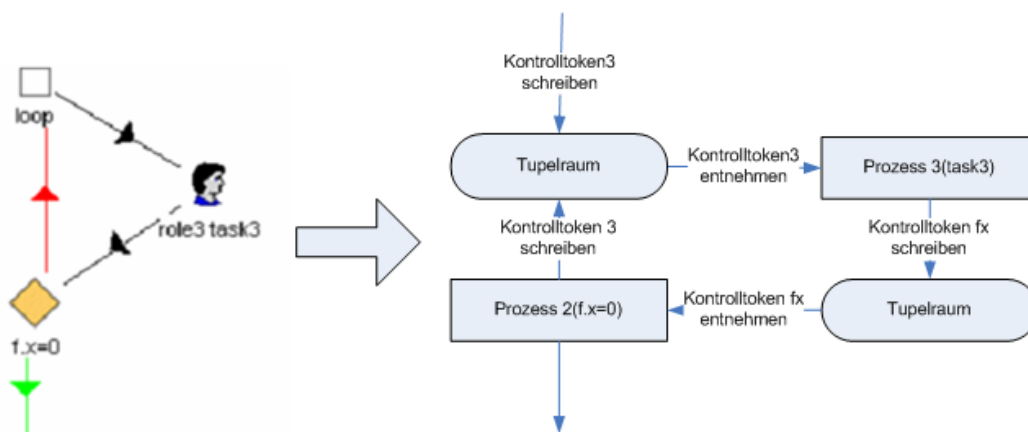 loop
role3 task3
f.x=0
Kontrolltoken3
schreiben
Tupelraum
Kontrolltoken3
entnehmen
Prozess 3(task3)
Kontrolltoken 3
schreiben
Kontrolltoken fx
schreiben
Prozess 2(f.x=0)
Kontrolltoken fx
entnehmen
Tupelraum